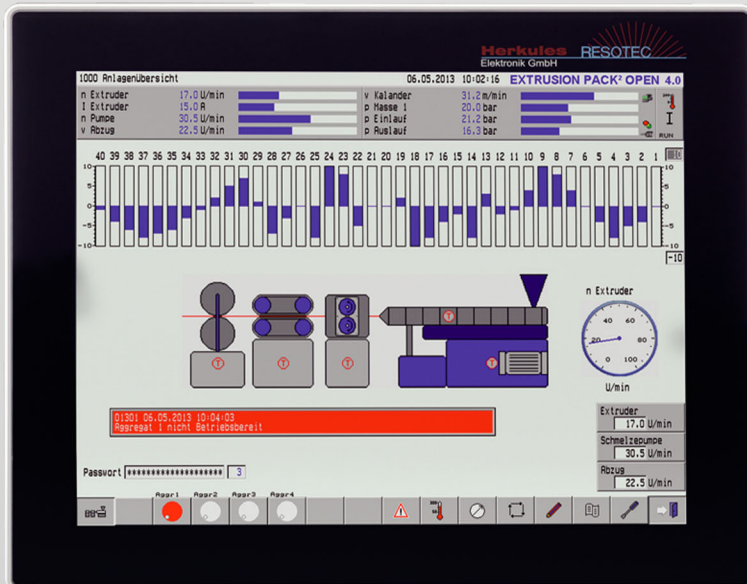 Herkules RESOTEC
Elektronik GmbH
1000 Anlagenübersicht 06.05.2013 10:02:16 EXTRUSION PACK² OPEN 4.0
n Extruder 17.0 U/min v Kalander 31.2 m/min
I Extruder 15.0 A p Masse 1 20.0 bar
n Pumpe 30.5 U/min p Einlauf 21.2 bar
v Abzug 22.5 U/min p Auslauf 16.3 bar
I
RUN
40 39 38 37 36 35 34 33 32 31 30 29 28 27 26 25 24 23 22 21 20 19 18 17 16 15 14 13 12 11 10 9 8 7 6 5 4 3 2 1
10 10
5 5
0 0
-5 -5
-10 -10
-10
n Extruder
40 60
20 80
0 100
U/min
T
T
T T T T
01301 06.05.2013 10:04:03
Aggregat 1 nicht Betriebsbereit
Extruder
17.0 U/min
Schmelzepumpe
30.5 U/min
Abzug
22.5 U/min
Passwort ****************** 3
Aggr1 Aggr2 Aggr3 Aggr4